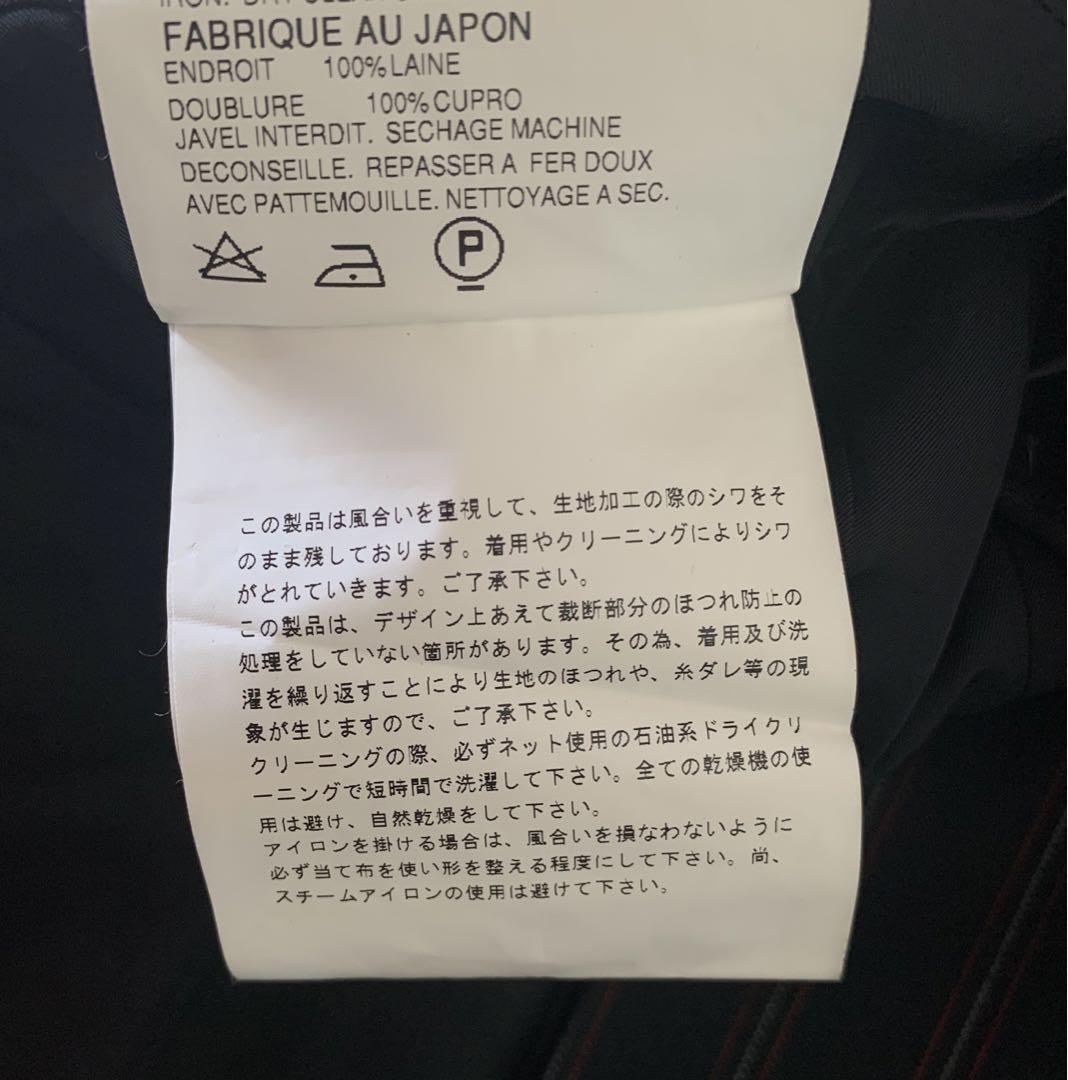 IRON. DRY CLEAN
FABRIQUE AU JAPON
ENDROIT 100% LAINE
DOUBLURE 100% CUPRO
JAVEL INTERDIT. SECHAGE MACHINE
DECONSEILLE. REPASSER A FER DOUX
AVEC PATTEMOUILLE. NETTOYAGE A SEC.
P
この製品は風合いを重視して、生地加工の際のシワをそ
のまま残しております。着用やクリーニングによりシワ
がとれていきます。ご了承下さい。
この製品は、デザイン上あえて裁断部分のほつれ防止の
処理をしていない箇所があります。その為、着用及び洗
濯を繰り返すことにより生地のほつれや、糸ダレ等の現
象が生じますので、ご了承下さい。
クリーニングの際、必ずネット使用の石油系ドライクリ
ーニングで短時間で洗濯して下さい。全ての乾燥機の使
用は避け、自然乾燥をして下さい。
アイロンを掛ける場合は、風合いを損なわないように
必ず当て布を使い形を整える程度にして下さい。尚、
スチームアイロンの使用は避けて下さい。